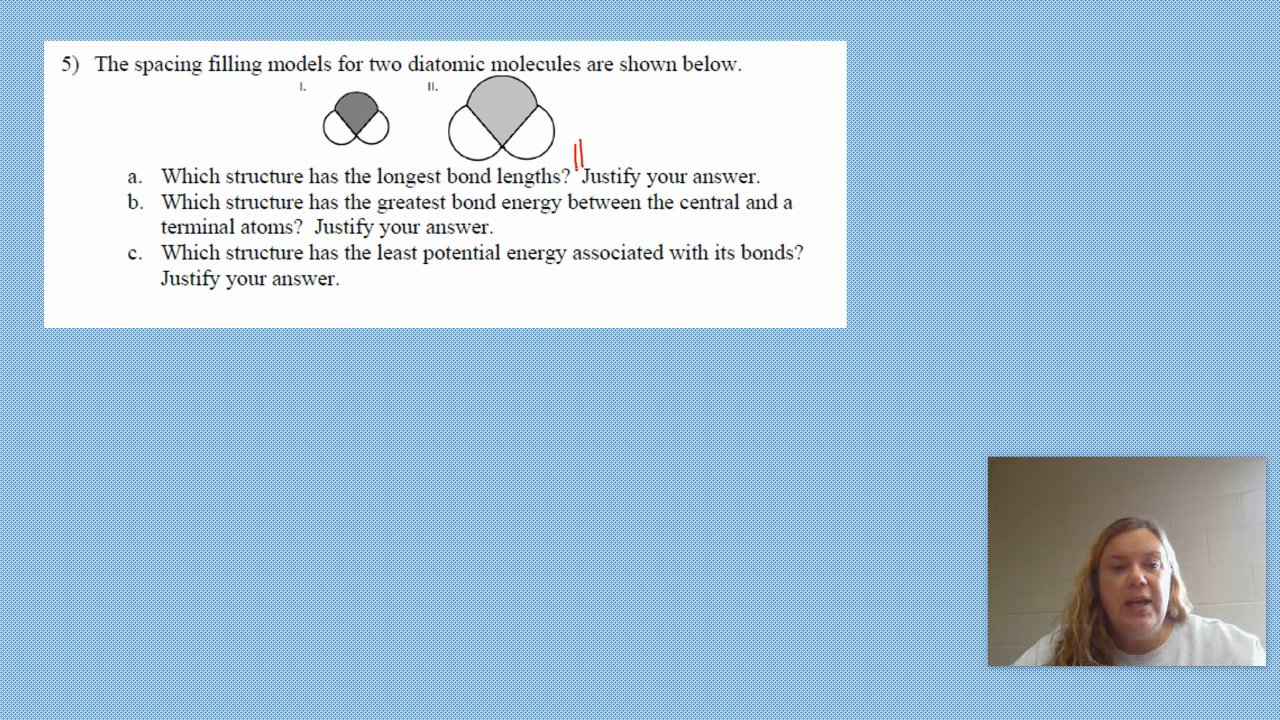 5) The spacing filling models for two diatomic molecules are shown below.
I. II.
II
a. Which structure has the longest bond lengths? Justify your answer.
b. Which structure has the greatest bond energy between the central and a
terminal atoms? Justify your answer.
c. Which structure has the least potential energy associated with its bonds?
Justify your answer.